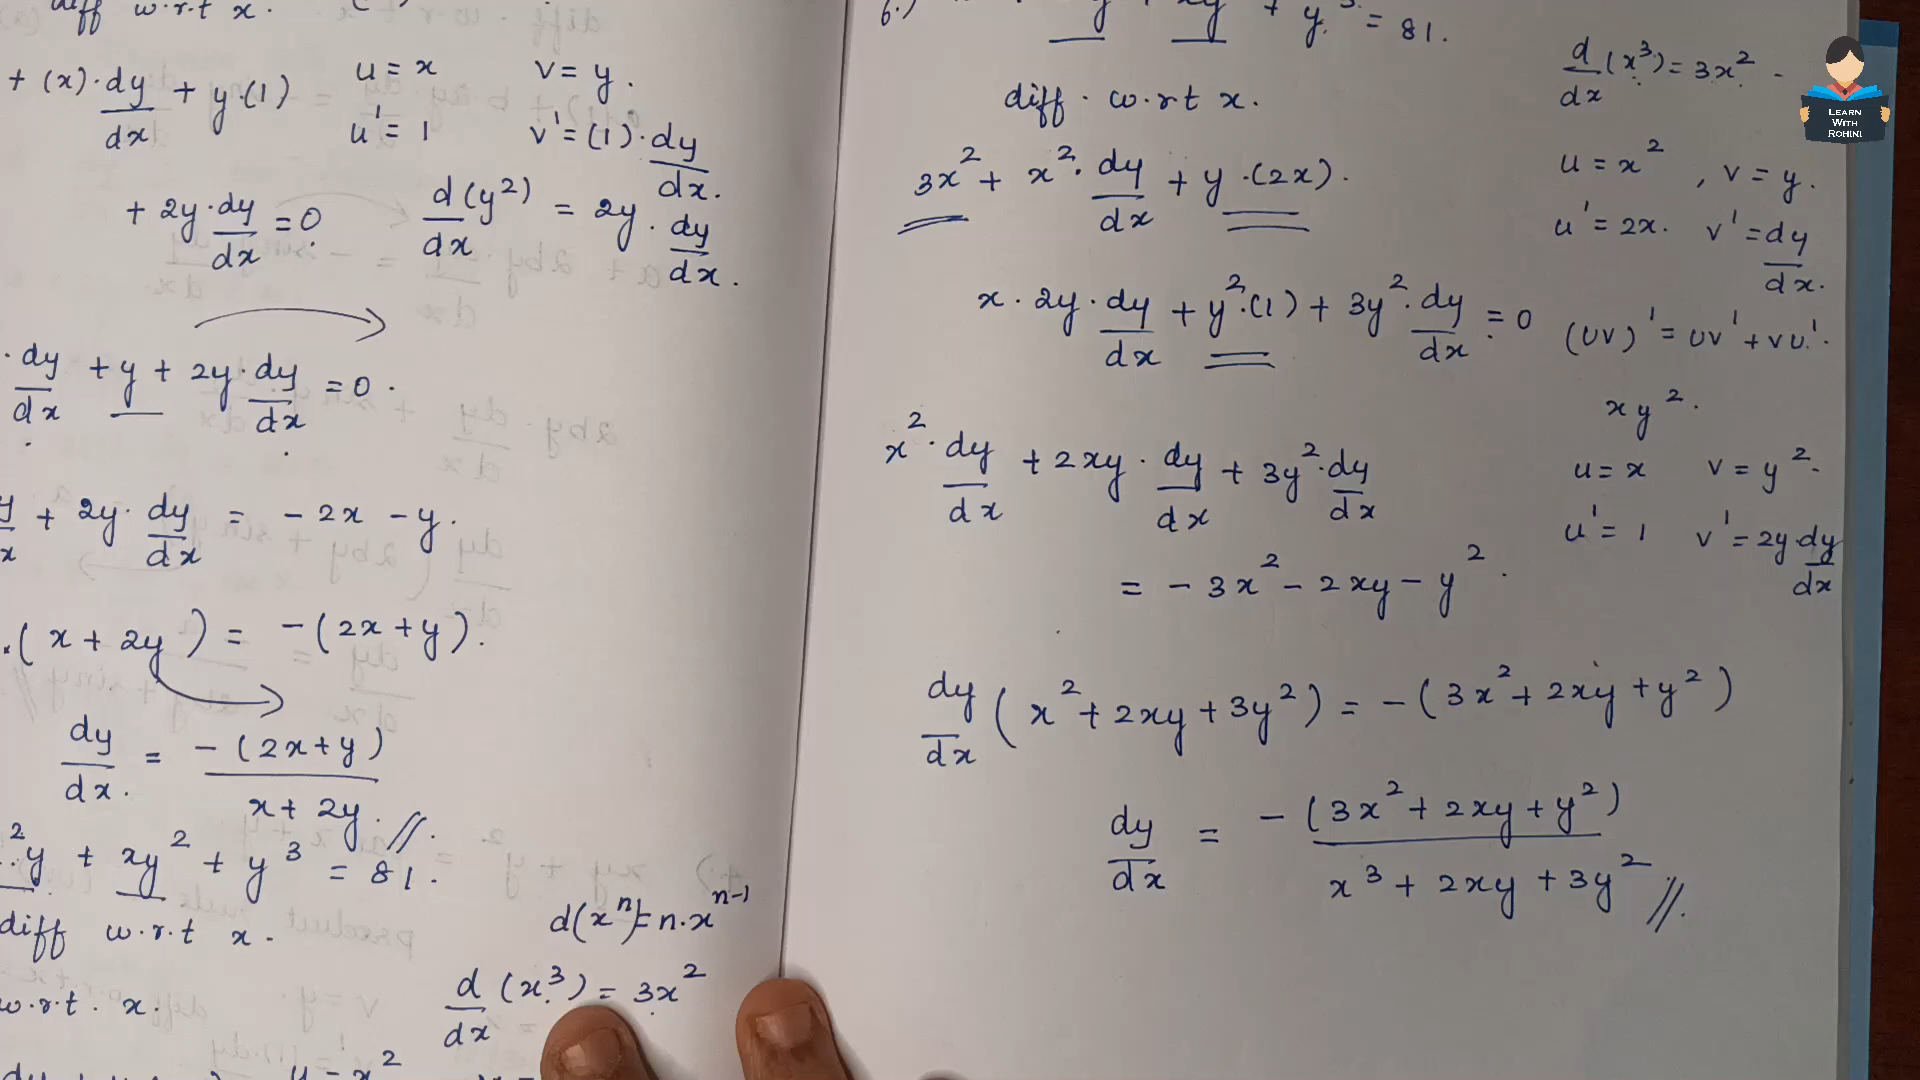 diff w.r.t x.
+ (x)·dy/dx + y·(1)
u = x v = y.
u' = 1 v' = (1)·dy/dx.
+ 2y·dy/dx = 0
d/dx (y²) = 2y·dy/dx.
·dy/dx + y + 2y·dy/dx = 0·
+ 2y·dy/dx = -2x - y.
·(x + 2y) = -(2x + y).
dy/dx. = -(2x+y)/x+2y. //.
²y + xy² + y³ = 81.
diff w.r.t x.
d(xⁿ) = n·xⁿ⁻¹
w.r.t. x.
d/dx (x³) = 3x²
6.)
y + xy + y³ = 81.
diff· w.r.t x.
3x² + x²·dy/dx + y·(2x).
x·2y·dy/dx + y²·(1) + 3y²·dy/dx = 0
x²·dy/dx + 2xy·dy/dx + 3y²·dy/dx
= -3x² - 2xy - y².
dy/dx (x² + 2xy + 3y²) = -(3x² + 2xy + y²)
dy/dx = -(3x² + 2xy + y²)/x³ + 2xy + 3y² //.
d/dx (x³) = 3x²
u = x², v = y.
u' = 2x. v' = dy/dx.
(uv)' = uv' + vu'.
xy².
u = x v = y².
u' = 1 v' = 2y·dy/dx
LEARN
WITH
ROHINI